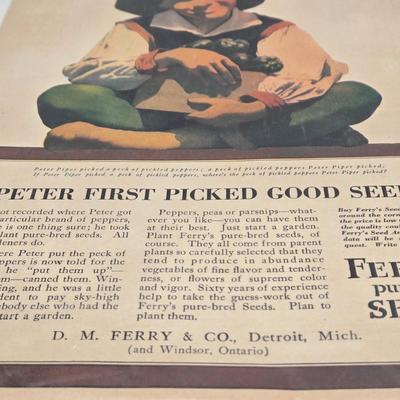 Peter Piper picked a peck of pickled peppers; a peck of pickled peppers Peter Piper picked;
If Peter Piper picked a peck of pickled peppers, where's the peck of pickled peppers Peter Piper picked?
PETER FIRST PICKED GOOD SEE
ot recorded where Peter got
articular brand of peppers,
e is one thing sure; he took
lant pure-bred seeds. All
deners do.
ere Peter put the peck of
ppers is now told for the
he "put them up"—
em—canned them. Win-
ing, and he was a little
dent to pay sky-high
body else who had the
tart a garden.
Peppers, peas or parsnips—what-
ever you like—you can have them
at their best. Just start a garden.
Plant Ferry's pure-bred seeds, of
course. They all come from parent
plants so carefully selected that they
tend to produce in abundance
vegetables of fine flavor and tender-
ness, or flowers of supreme color
and vigor. Sixty years of experience
help to take the guess-work out of
Ferry's pure-bred Seeds. Plan to
plant them.
Buy Ferry's Seed
around the corn
the price is low
the quality coul
Ferry's Seed An
data will be a
quest. Write
FER
pu
SE
D. M. FERRY & CO., Detroit, Mich.
(and Windsor, Ontario)